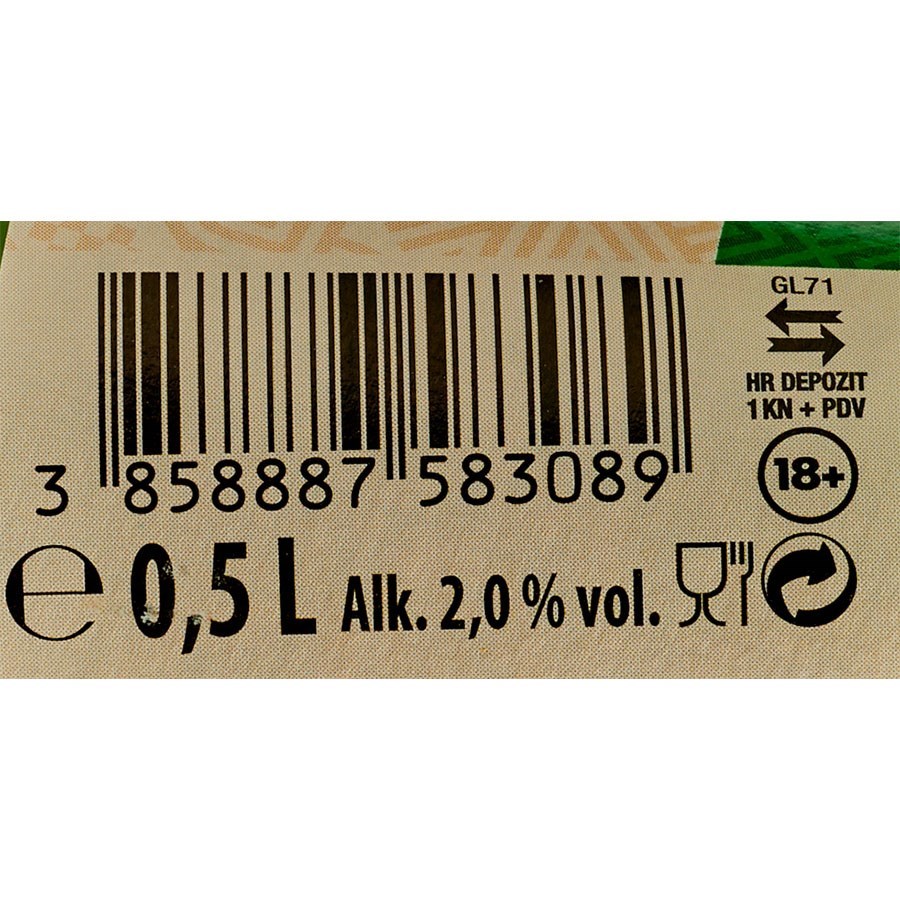 GL71
HR DEPOZIT
1 KN + PDV
3 858887 583089
18+
e 0,5 L Alk. 2,0 % vol.